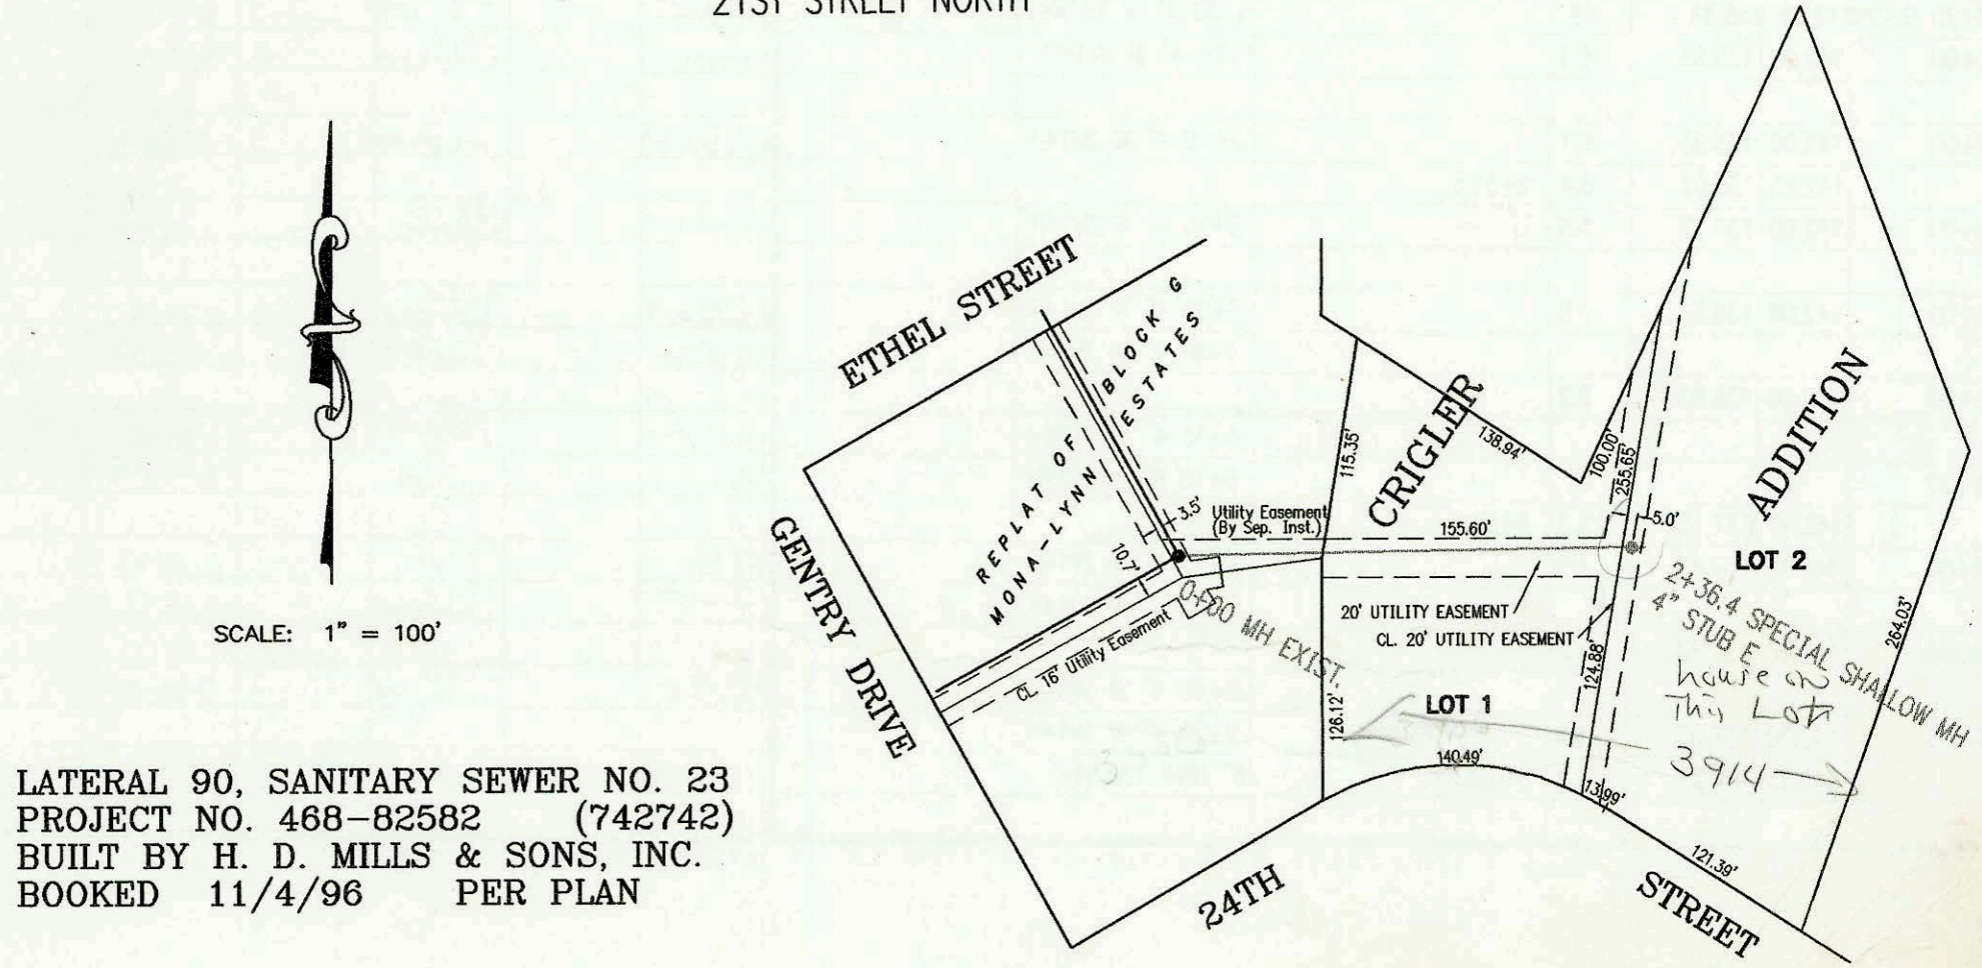 21ST STREET NORTH
ETHEL STREET
BLOCK G
ESTATES
REPLAT OF
MONA-LYNN
GENTRY DRIVE
CRIGLER
ADDITION
115.35'
138.94'
100.00'
255.65'
3.5'
Utility Easement
(By Sep. Inst.)
155.60'
5.0'
10.7'
LOT 2
0+00 MH EXIST.
20' UTILITY EASEMENT
CL. 20' UTILITY EASEMENT
2+36.4 SPECIAL SHALLOW MH
4" STUB E
house on
This Lot
3914
264.03'
CL. 16' Utility Easement
124.88'
126.12'
LOT 1
140.49'
13.99'
121.39'
24TH STREET
SCALE: 1" = 100'
LATERAL 90, SANITARY SEWER NO. 23
PROJECT NO. 468-82582 (742742)
BUILT BY H. D. MILLS & SONS, INC.
BOOKED 11/4/96 PER PLAN